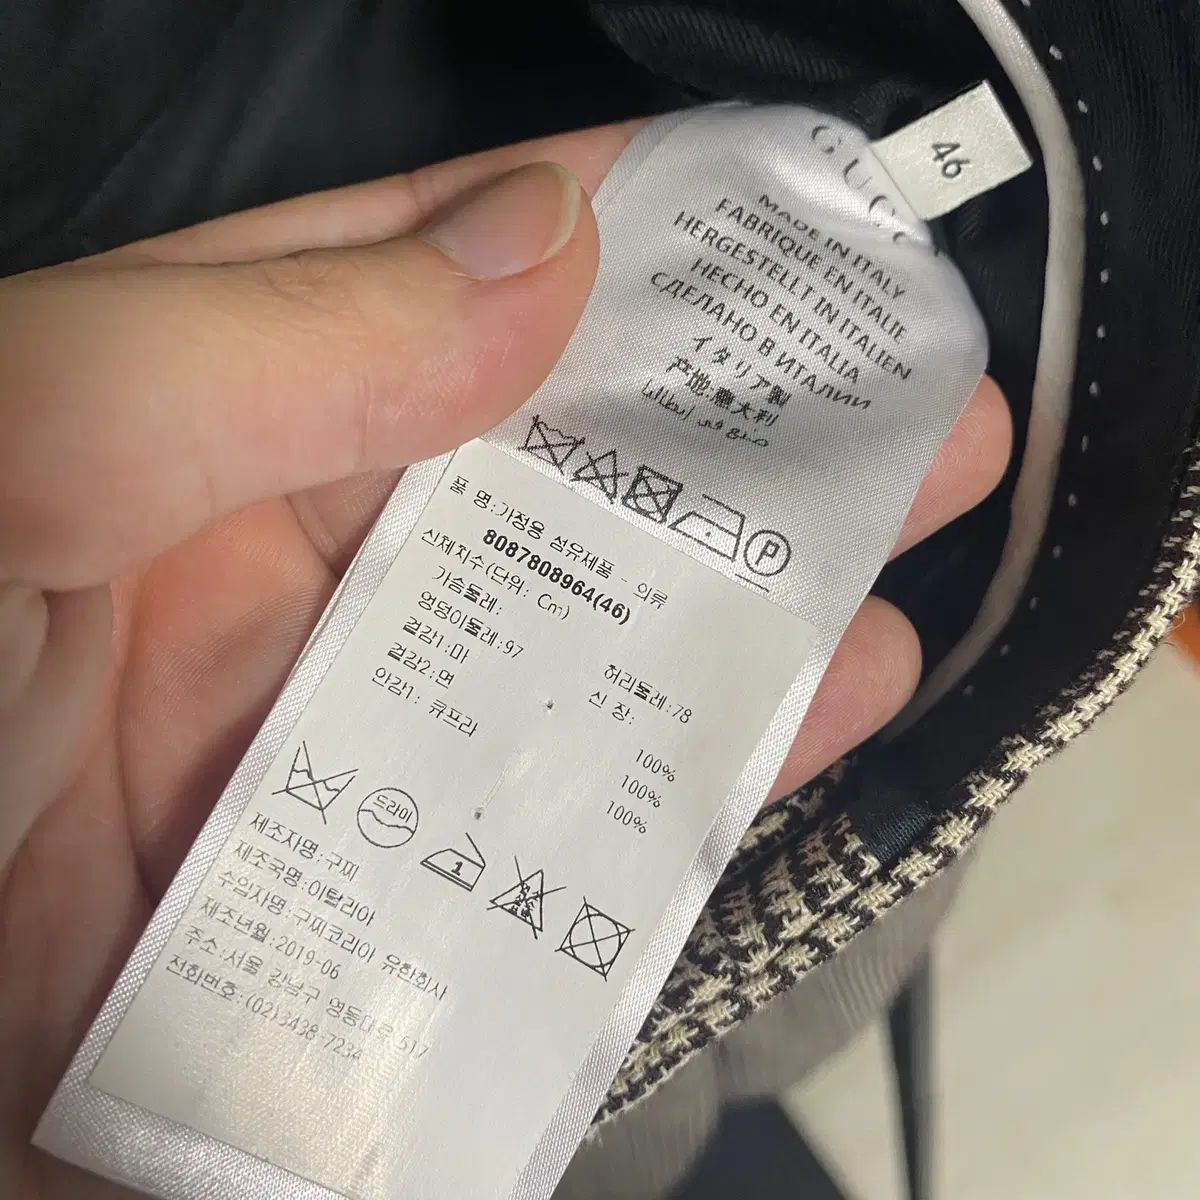 46
GUCCI
MADE IN ITALY
FABRIQUE EN ITALIE
HERGESTELLT IN ITALIEN
HECHO EN ITALIA
СДЕЛАНО В ИТАЛИИ
イタリア製
产地:意大利
صنع في إيطاليا
P
품 명:가정용 섬유제품 - 의류
8087808964(46)
신체치수(단위: Cm)
가슴둘레:
허리둘레:78
엉덩이둘레:97
신 장:
겉감1:마 100%
겉감2:면 100%
안감1: 큐프라 100%
드라이
1
제조자명:구찌
제조국명:이탈리아
수입자명:구찌코리아 유한회사
제조년월:2019-06
주소:서울 강남구 영동대로 517
전화번호:(02)3438-7234